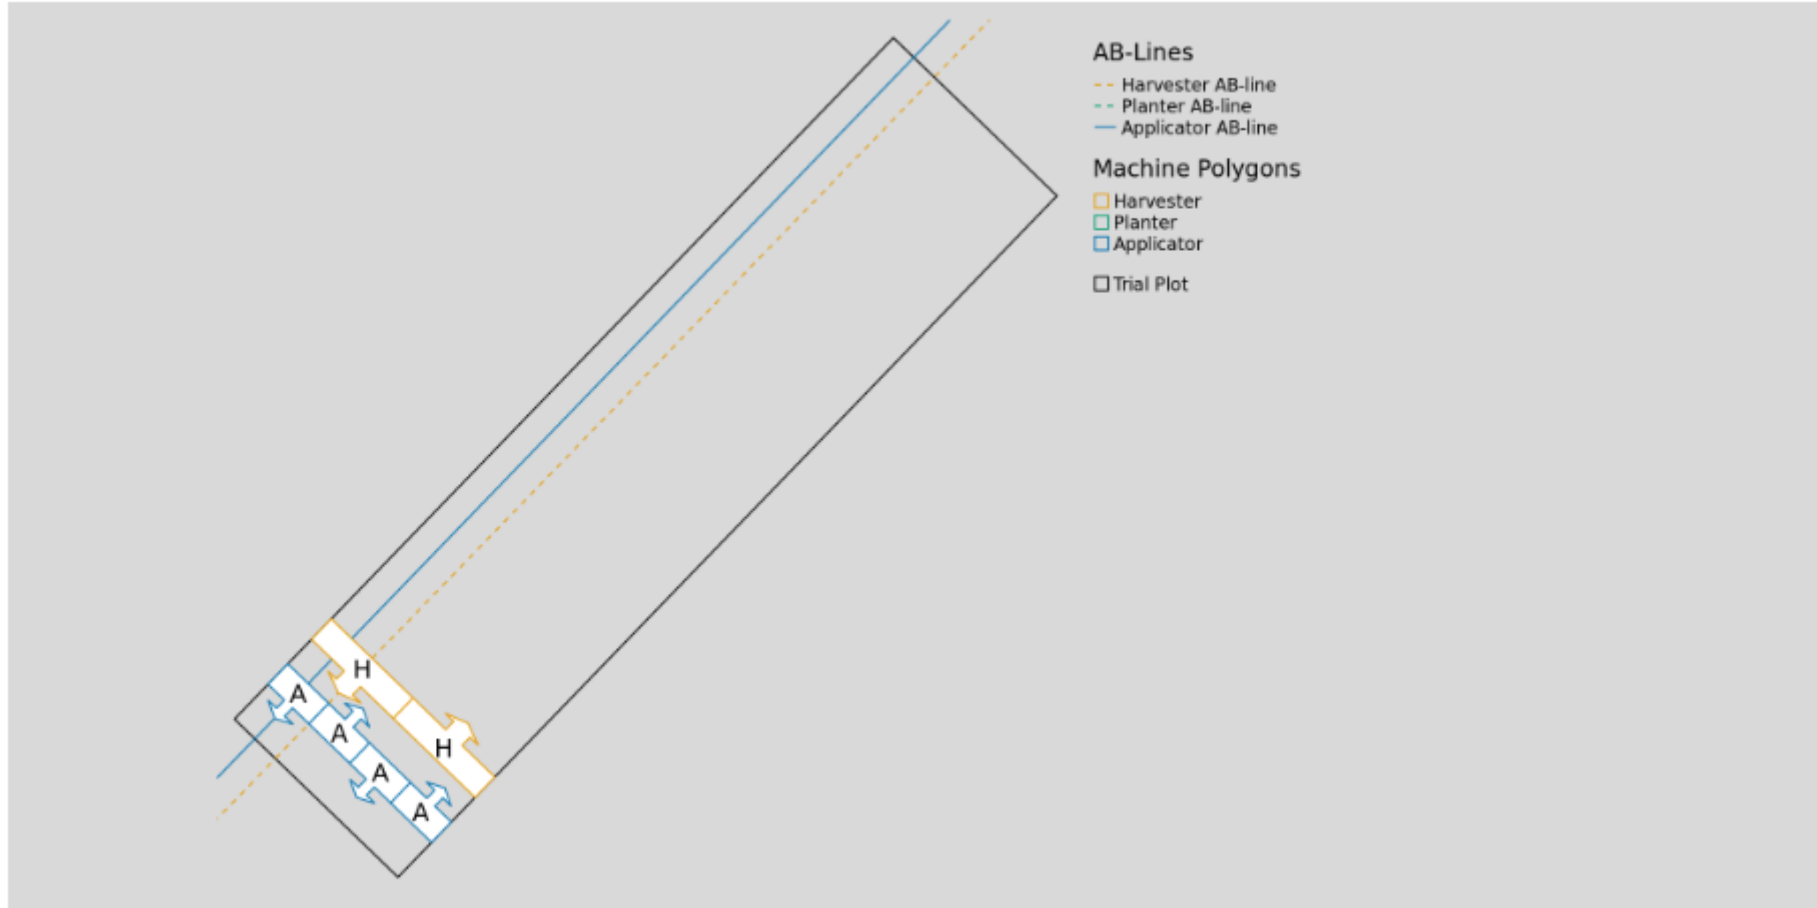 AB-Lines
Harvester AB-line
Planter AB-line
Applicator AB-line
Machine Polygons
Harvester
Planter
Applicator
Trial Plot
H
A
A
H
A
A